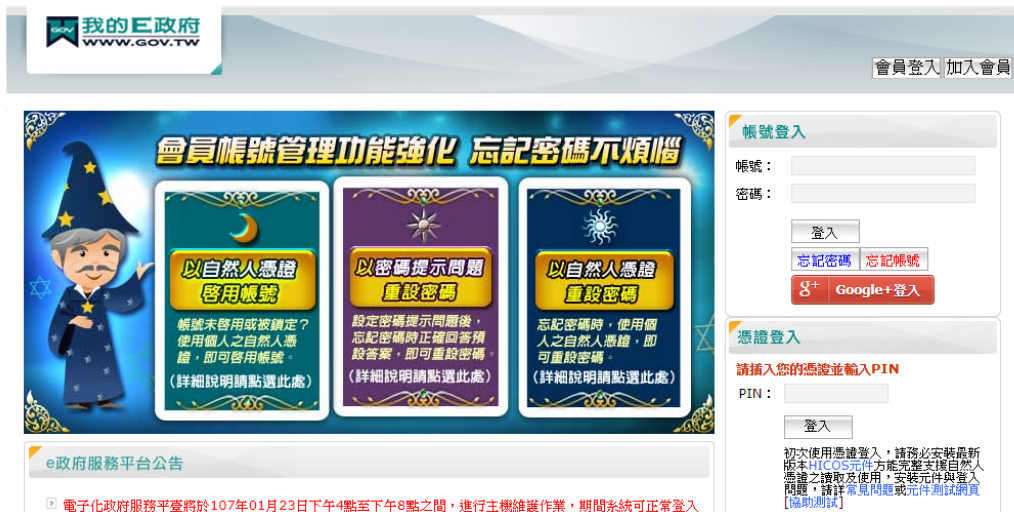 GOV 我的E政府
WWW.GOV.TW
會員登入 加入會員
會員帳號管理功能強化 忘記密碼不煩惱
以自然人憑證
啓用帳號
帳號未啓用或被鎖定？
使用個人之自然人憑
證，即可啓用帳號。
(詳細說明請點選此處)
以密碼提示問題
重設密碼
設定密碼提示問題後，
忘記密碼時正確回答預
設答案，即可重設密碼。
(詳細說明請點選此處)
以自然人憑證
重設密碼
忘記密碼時，使用個
人之自然人憑證，即
可重設密碼。
(詳細說明請點選此處)
帳號登入
帳號：
密碼：
登入
忘記密碼 忘記帳號
g+ Google+登入
憑證登入
請插入您的憑證並輸入PIN
PIN：
登入
初次使用憑證登入，請務必安裝最新
版本HICOS元件方能完整支援自然人
憑證之讀取及使用，安裝元件與登入
問題，請詳常見問題或元件測試網頁
[協助測試]
e政府服務平台公告
電子化政府服務平臺將於107年01月23日下午4點至下午8點之間，進行主機維護作業，期間系統可正常登入